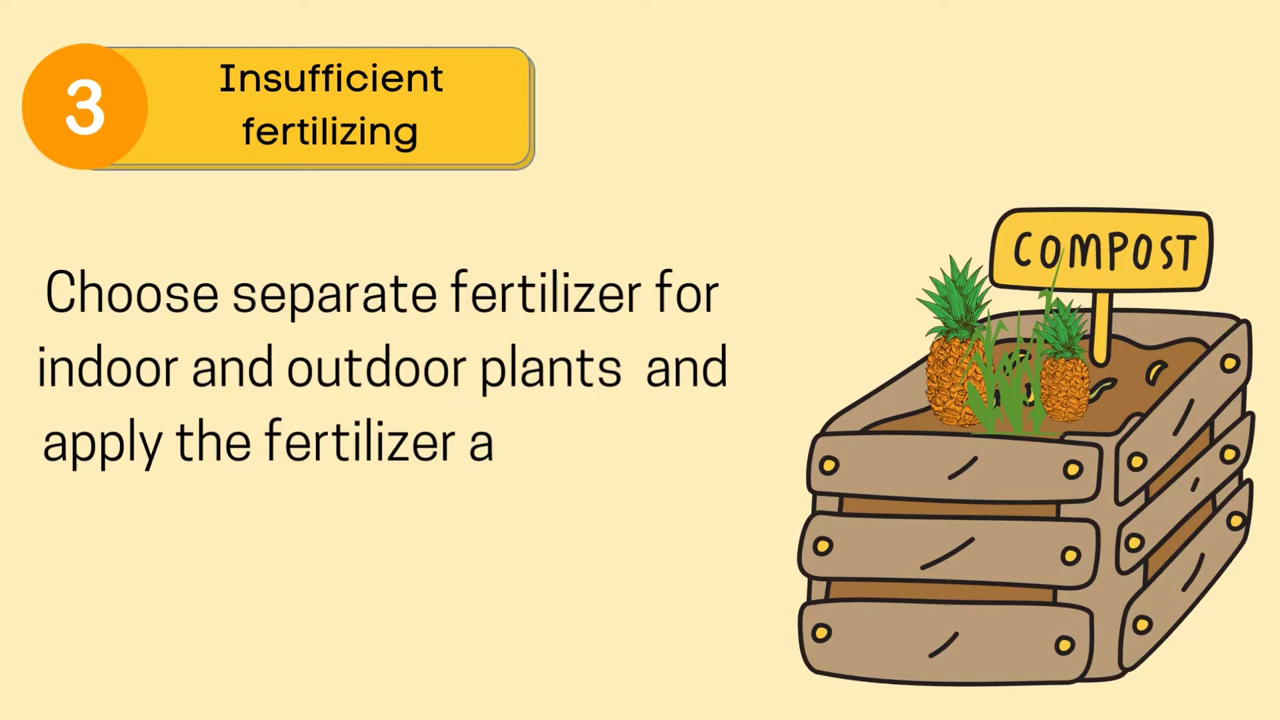 3
Insufficient
fertilizing
COMPOST
Choose separate fertilizer for
indoor and outdoor plants and
apply the fertilizer a